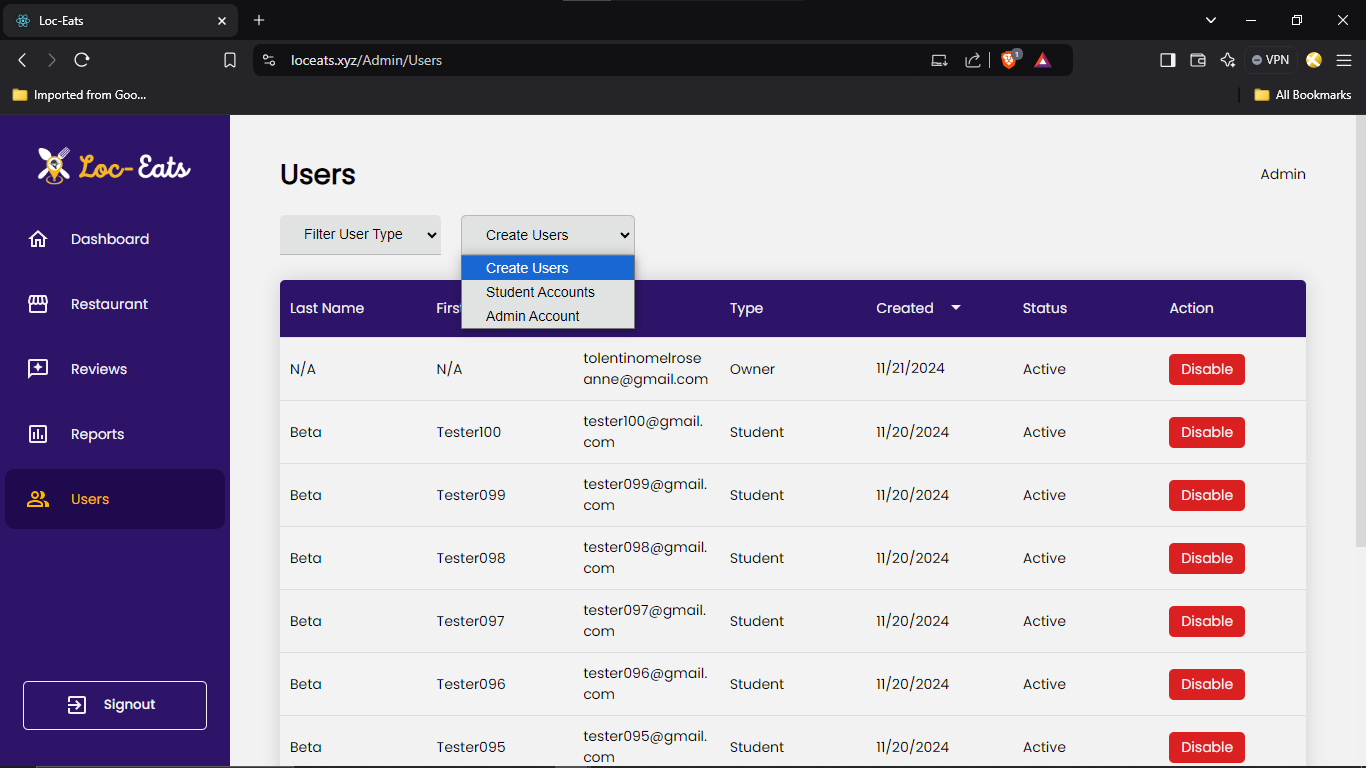 Loc-Eats
loceats.xyz/Admin/Users
1
VPN
Imported from Goo...
All Bookmarks
Loc-Eats
Dashboard
Restaurant
Reviews
Reports
Users
Signout
Users
Admin
Filter User Type
Create Users
Create Users
Student Accounts
Admin Account
Last Name First Type Created Status Action
N/A N/A tolentinomelrose Owner 11/21/2024 Active Disable
anne@gmail.com
Beta Tester100 tester100@gmail. Student 11/20/2024 Active Disable
com
Beta Tester099 tester099@gmail. Student 11/20/2024 Active Disable
com
Beta Tester098 tester098@gmail. Student 11/20/2024 Active Disable
com
Beta Tester097 tester097@gmail. Student 11/20/2024 Active Disable
com
Beta Tester096 tester096@gmail. Student 11/20/2024 Active Disable
com
Beta Tester095 tester095@gmail. Student 11/20/2024 Active Disable
com